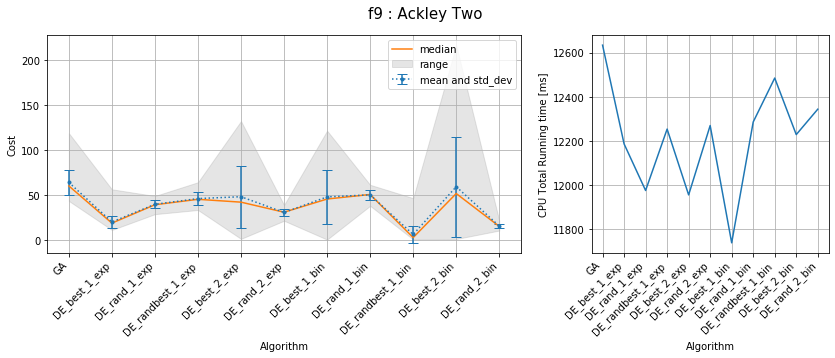 f9 : Ackley Two
median
range
mean and std_dev
Cost
200
150
100
50
0
GA
DE_best_1_exp
DE_rand_1_exp
DE_randbest_1_exp
DE_best_2_exp
DE_rand_2_exp
DE_best_1_bin
DE_rand_1_bin
DE_randbest_1_bin
DE_best_2_bin
DE_rand_2_bin
Algorithm
CPU Total Running time [ms]
12600
12400
12200
12000
11800
GA
DE_best_1_exp
DE_rand_1_exp
DE_randbest_1_exp
DE_best_2_exp
DE_rand_2_exp
DE_best_1_bin
DE_rand_1_bin
DE_randbest_1_bin
DE_best_2_bin
DE_rand_2_bin
Algorithm